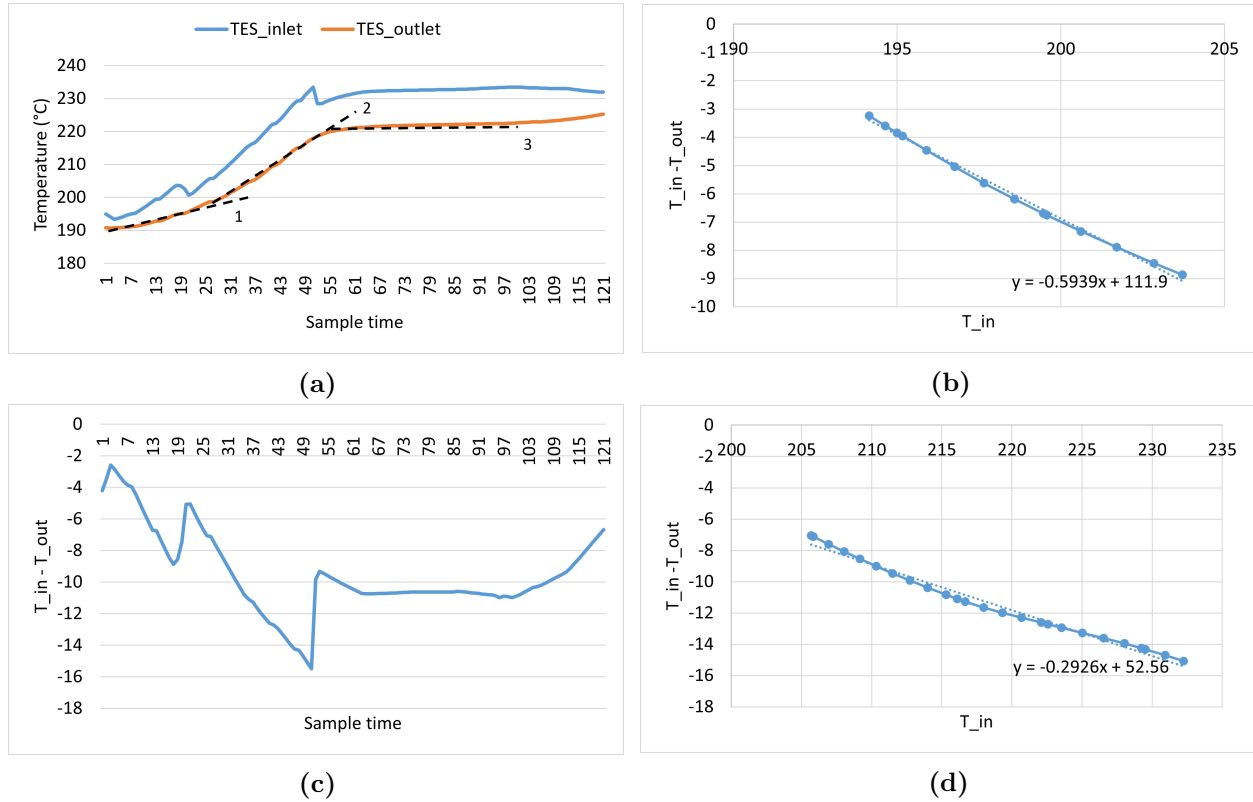 TES_inlet TES_outlet
240
230
220
210
200
190
180
Temperature (°C)
1
2
3
1 7 13 19 25 31 37 43 49 55 61 67 73 79 85 91 97 103 109 115 121
Sample time
(a)
0
-1
-2
-3
-4
-5
-6
-7
-8
-9
-10
190 195 200 205
T_in -T_out
y = -0.5939x + 111.9
T_in
(b)
0
-2
-4
-6
-8
-10
-12
-14
-16
-18
1 7 13 19 25 31 37 43 49 55 61 67 73 79 85 91 97 103 109 115 121
T_in - T_out
Sample time
(c)
0
-2
-4
-6
-8
-10
-12
-14
-16
-18
200 205 210 215 220 225 230 235
T_in -T_out
y = -0.2926x + 52.56
T_in
(d)